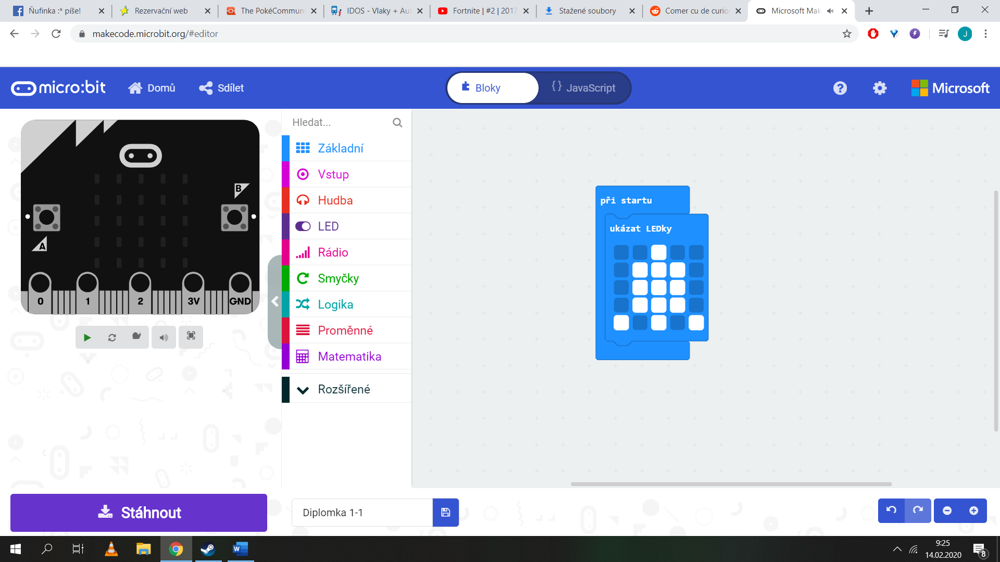 Ňufinka :* píše!
Rezervační web
The PokéCommun
IDOS - Vlaky + Aut
Fortnite | #2 | 2017
Stažené soubory
Comer cu de curio
Microsoft Mak
makecode.microbit.org/#editor
J
micro:bit
Domů
Sdílet
Bloky
{} JavaScript
?
Microsoft
B
A
0
1
2
3V
GND
Hledat...
Základní
Vstup
Hudba
LED
Rádio
Smyčky
Logika
Proměnné
Matematika
Rozšířené
při startu
ukázat LEDky
Stáhnout
Diplomka 1-1
W
9:25
14.02.2020
8